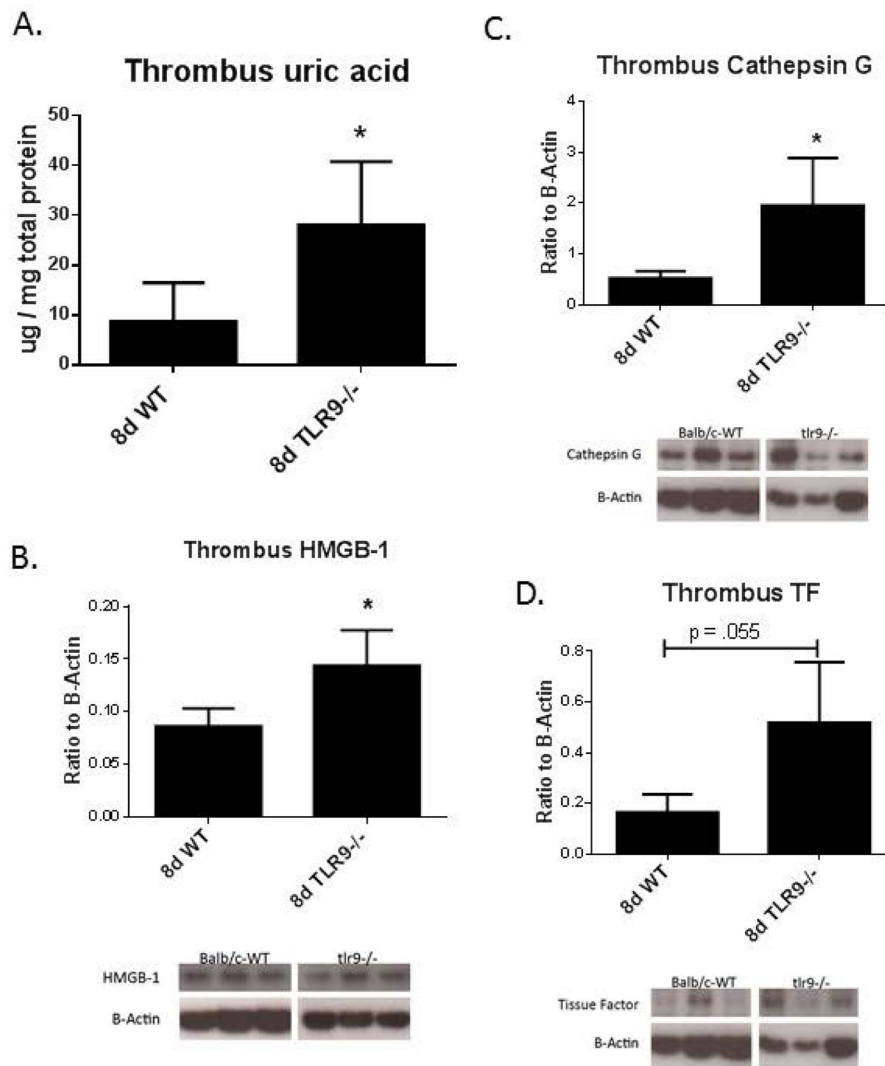 A.
Thrombus uric acid
ug / mg total protein
50
40
30
20
10
0
*
8d WT
8d TLR9-/-
B.
Thrombus HMGB-1
Ratio to B-Actin
0.20
0.15
0.10
0.05
0.00
*
8d WT
8d TLR9-/-
Balb/c-WT tlr9-/-
HMGB-1
B-Actin
C.
Thrombus Cathepsin G
Ratio to B-Actin
4
3
2
1
0
*
8d WT
8d TLR9-/-
Balb/c-WT tlr9-/-
Cathepsin G
B-Actin
D.
Thrombus TF
p = .055
Ratio to B-Actin
0.8
0.6
0.4
0.2
0.0
8d WT
8d TLR9-/-
Balb/c-WT tlr9-/-
Tissue Factor
B-Actin